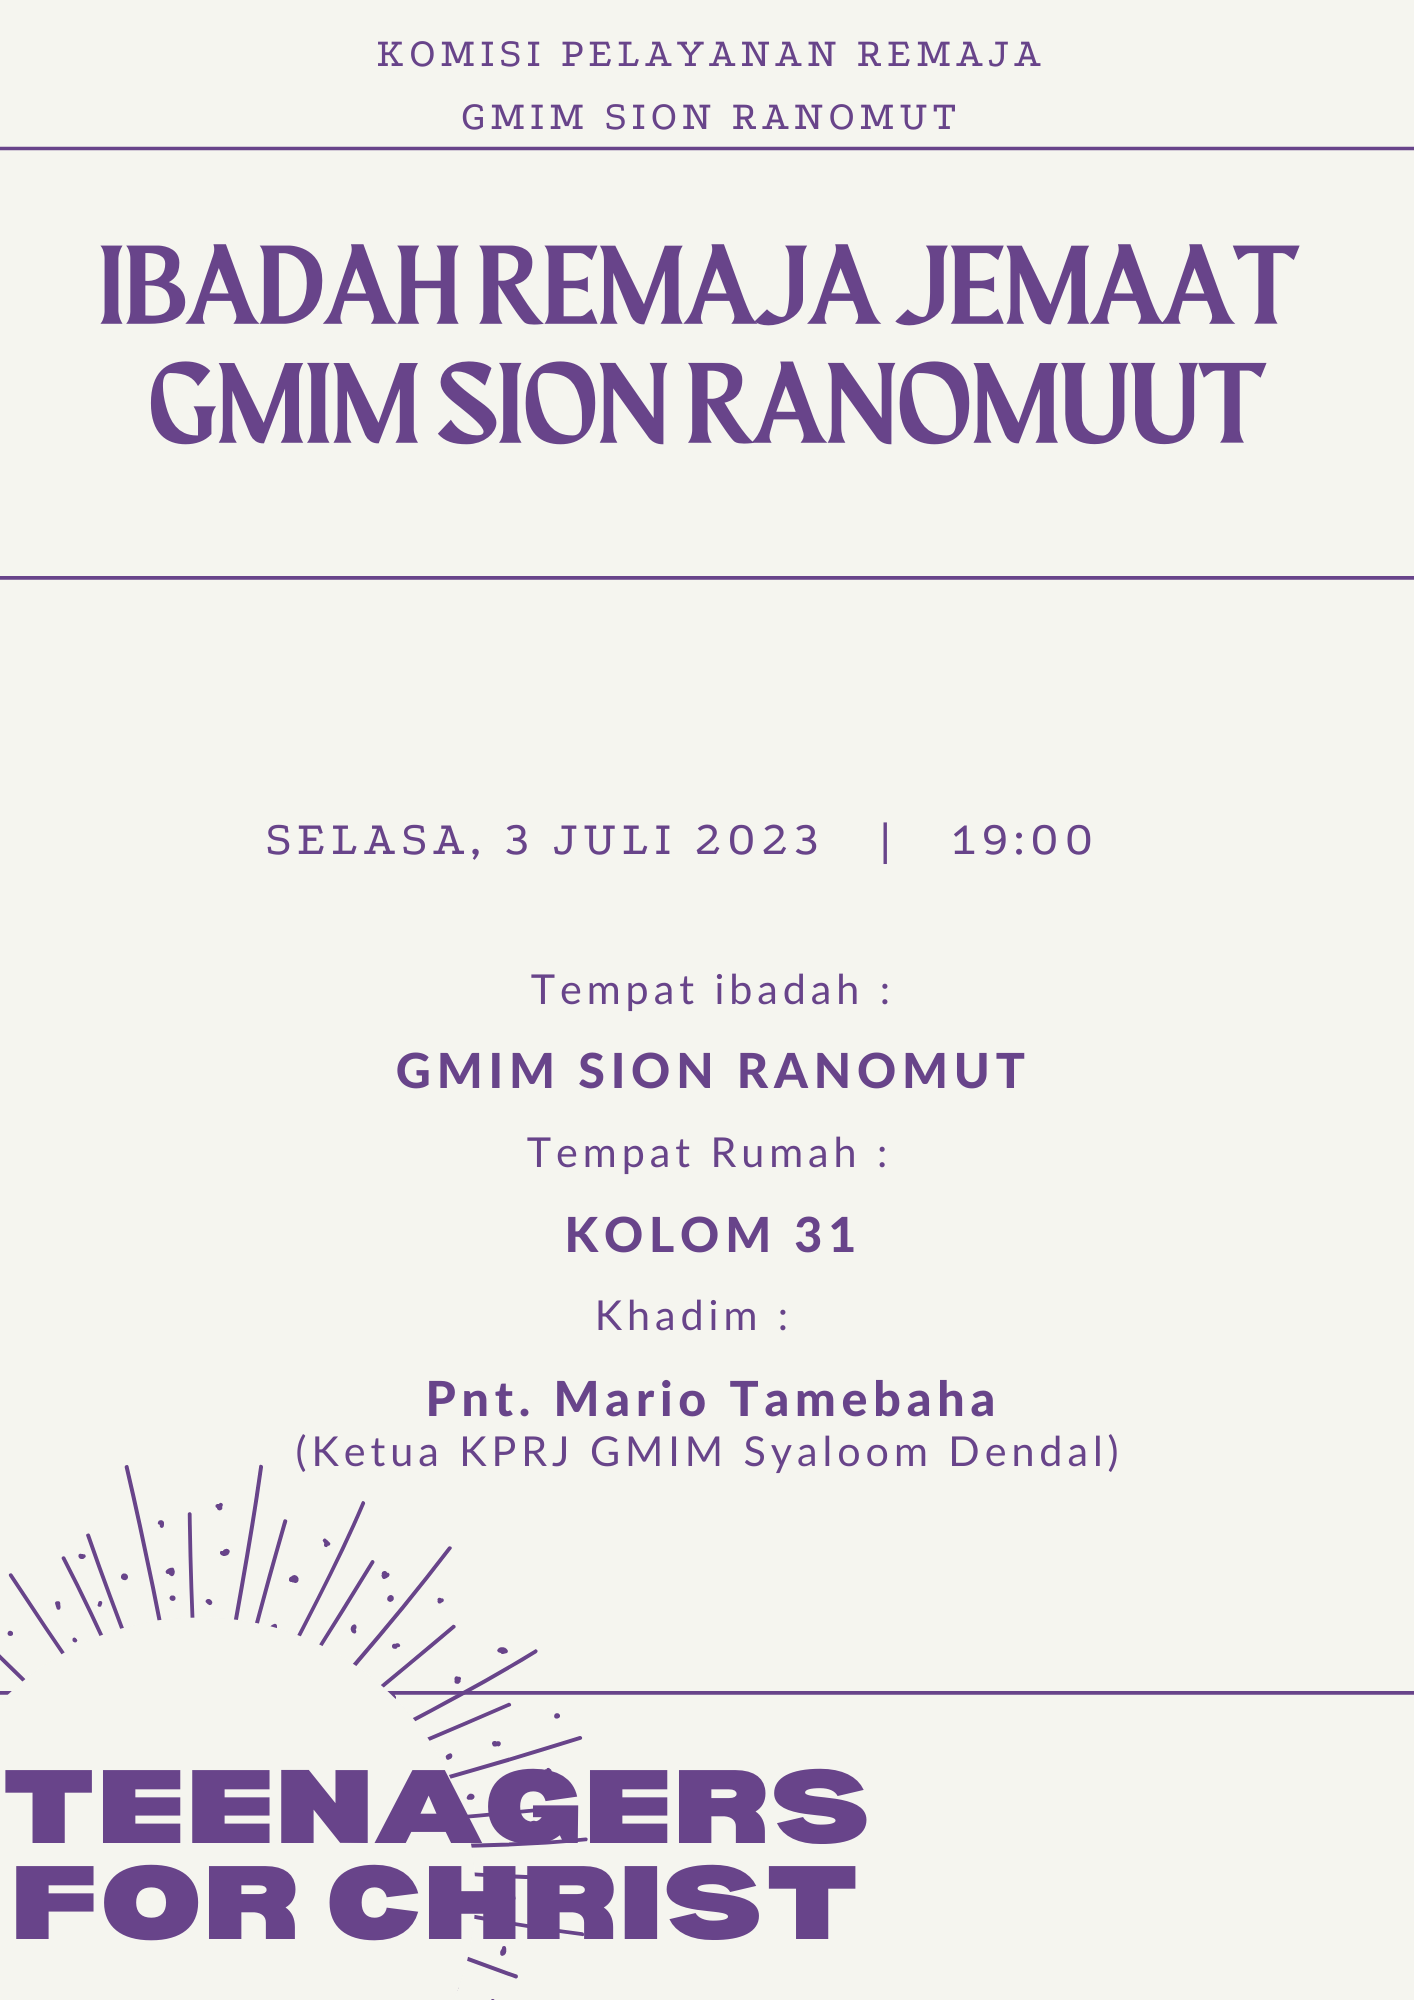 KOMISI PELAYANAN REMAJA
GMIM SION RANOMUT
IBADAH REMAJA JEMAAT
GMIM SION RANOMUUT
SELASA, 3 JULI 2023 | 19:00
Tempat ibadah :
GMIM SION RANOMUT
Tempat Rumah :
KOLOM 31
Khadim :
Pnt. Mario Tamebaha
(Ketua KPRJ GMIM Syaloom Dendal)
TEENAGERS
FOR CHRIST